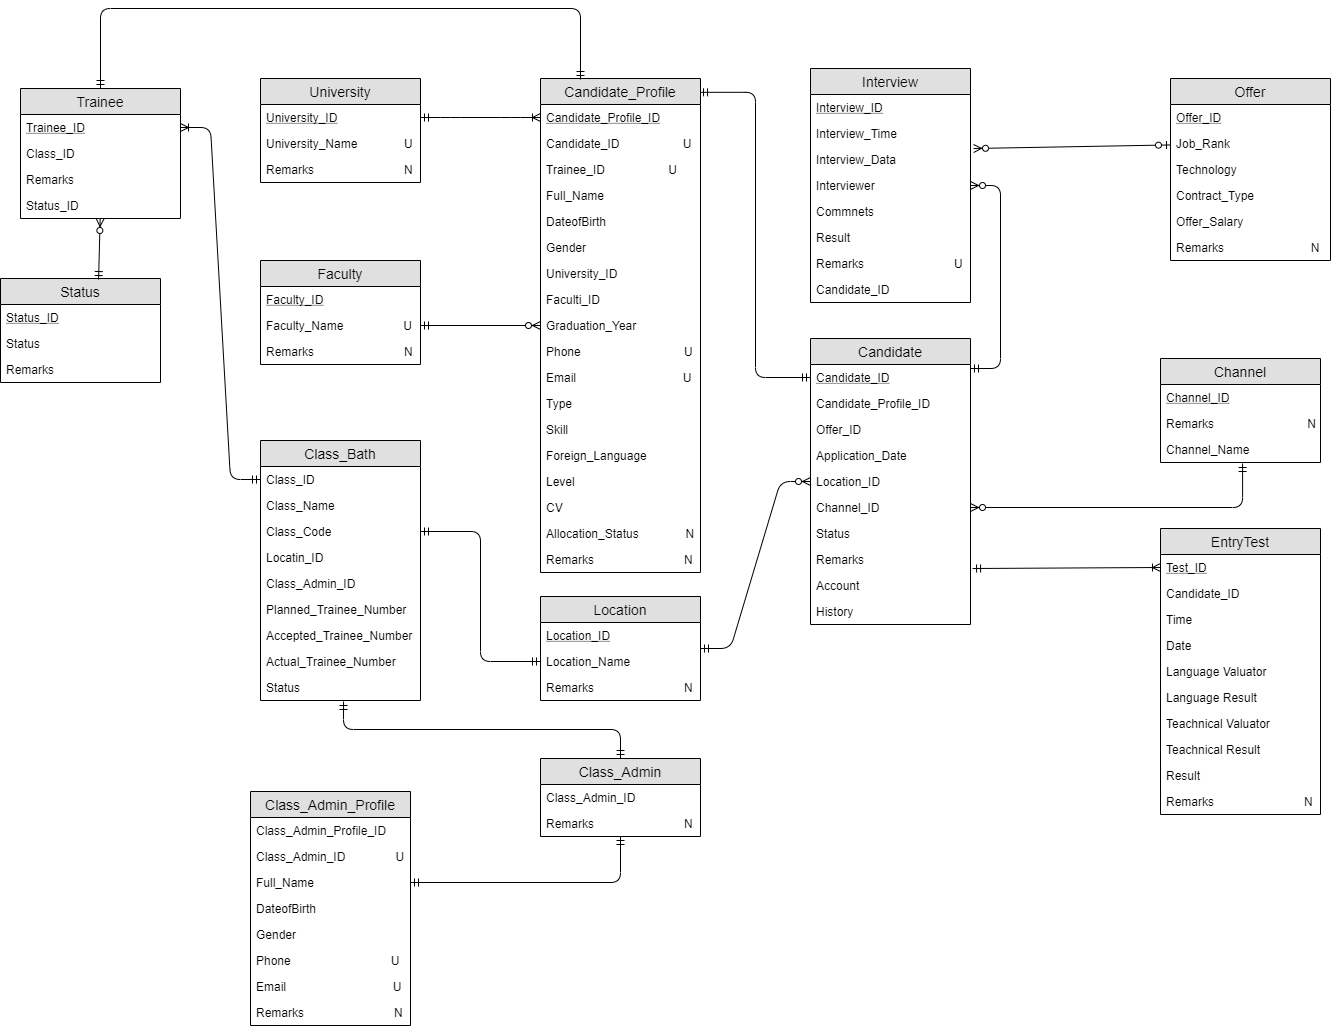 Trainee
Trainee_ID
Class_ID
Remarks
Status_ID
Status
Status_ID
Status
Remarks
University
University_ID
University_Name U
Remarks N
Faculty
Faculty_ID
Faculty_Name U
Remarks N
Class_Bath
Class_ID
Class_Name
Class_Code
Locatin_ID
Class_Admin_ID
Planned_Trainee_Number
Accepted_Trainee_Number
Actual_Trainee_Number
Status
Class_Admin_Profile
Class_Admin_Profile_ID
Class_Admin_ID U
Full_Name
DateofBirth
Gender
Phone U
Email U
Remarks N
Candidate_Profile
Candidate_Profile_ID
Candidate_ID U
Trainee_ID U
Full_Name
DateofBirth
Gender
University_ID
Faculti_ID
Graduation_Year
Phone U
Email U
Type
Skill
Foreign_Language
Level
CV
Allocation_Status N
Remarks N
Location
Location_ID
Location_Name
Remarks N
Class_Admin
Class_Admin_ID
Remarks N
Interview
Interview_ID
Interview_Time
Interview_Data
Interviewer
Commnets
Result
Remarks U
Candidate_ID
Candidate
Candidate_ID
Candidate_Profile_ID
Offer_ID
Application_Date
Location_ID
Channel_ID
Status
Remarks
Account
History
Offer
Offer_ID
Job_Rank
Technology
Contract_Type
Offer_Salary
Remarks N
Channel
Channel_ID
Remarks N
Channel_Name
EntryTest
Test_ID
Candidate_ID
Time
Date
Language Valuator
Language Result
Teachnical Valuator
Teachnical Result
Result
Remarks N